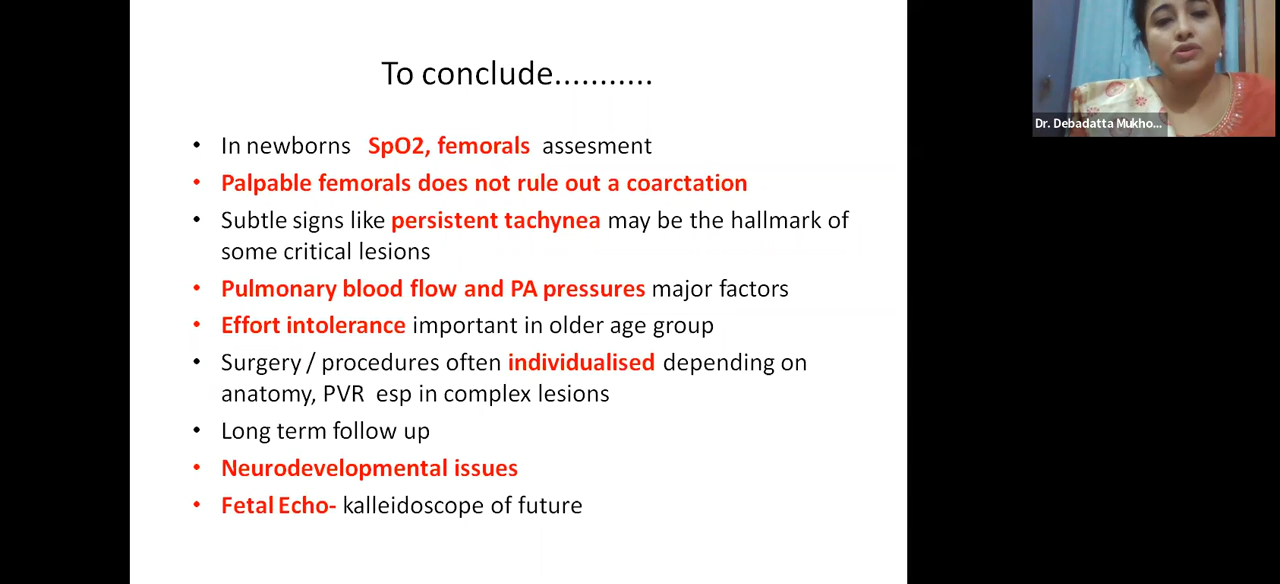 To conclude...........
• In newborns SpO2, femorals assesment
• Palpable femorals does not rule out a coarctation
• Subtle signs like persistent tachynea may be the hallmark of
some critical lesions
• Pulmonary blood flow and PA pressures major factors
• Effort intolerance important in older age group
• Surgery / procedures often individualised depending on
anatomy, PVR esp in complex lesions
• Long term follow up
• Neurodevelopmental issues
• Fetal Echo- kalleidoscope of future
Dr. Debadatta Mukho...